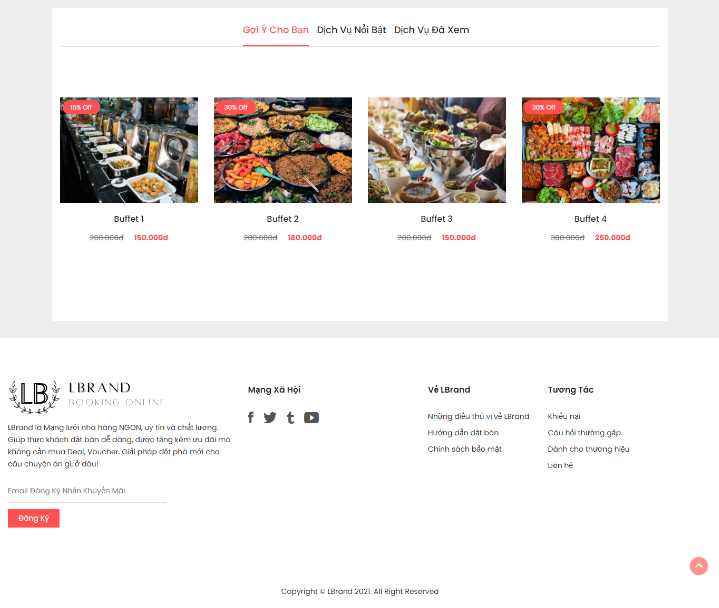 Gợi Ý Cho Bạn Dịch Vụ Nổi Bật Dịch Vụ Đã Xem
15% Off
30% Off
30% Off
Buffet 1
Buffet 2
Buffet 3
Buffet 4
200.000đ 150.000đ
200.000đ 180.000đ
200.000đ 150.000đ
300.000đ 250.000đ
LB LBRAND
BOOKING ONLINE
LBrand là Mạng lưới nhà hàng NGON, uy tín và chất lượng.
Giúp thực khách đặt bàn dễ dàng, được tặng kèm ưu đãi mà
không cần mua Deal, Voucher. Giải pháp đột phá mới cho
câu chuyện ăn gì, ở đâu!
Email Đăng Ký Nhận Khuyến Mãi
Đăng Ký
Mạng Xã Hội
Về LBrand
Những điều thú vị về LBrand
Hướng dẫn đặt bàn
Chính sách bảo mật
Tương Tác
Khiếu nại
Câu hỏi thường gặp
Dành cho thương hiệu
Liên hệ
Copyright © LBrand 2021. All Right Reserved